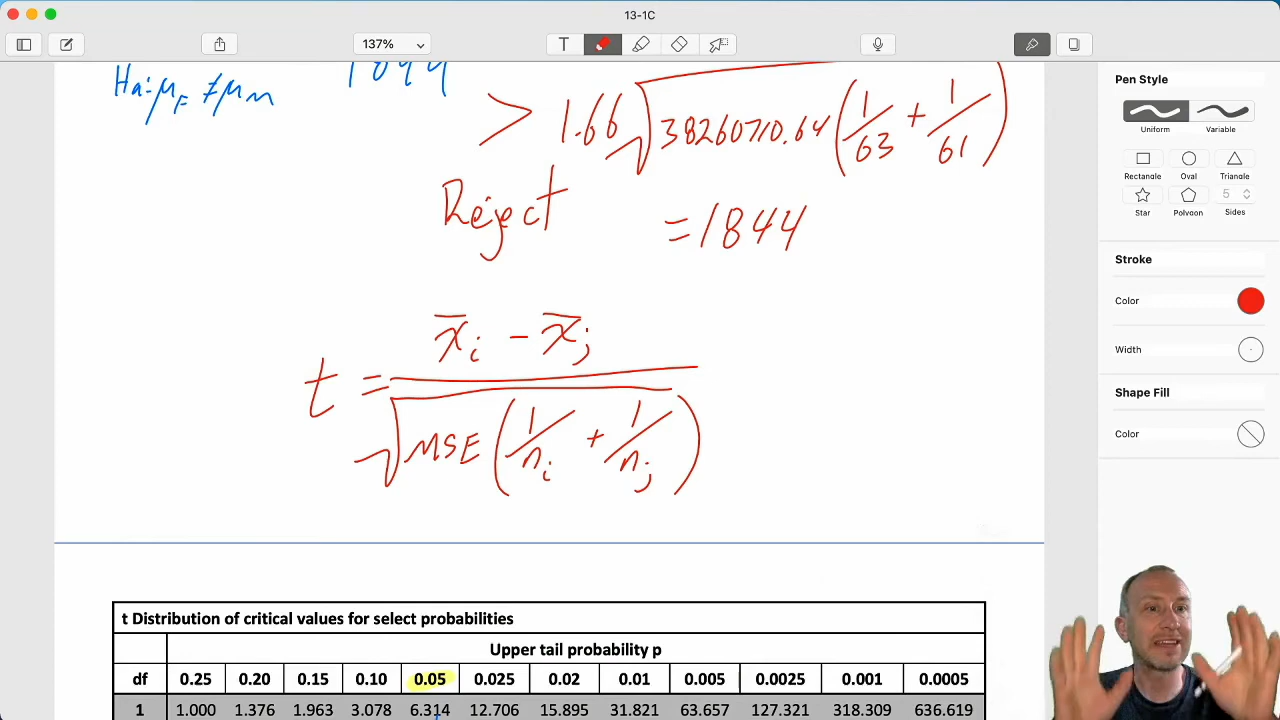 13-1C
137%
T
Ha: μF ≠ μM
1844
> 1.66 √38260710.64 (1/63 + 1/61)
Reject
= 1844
t = (x̄i - x̄j) / √MSE (1/ni + 1/nj)
t Distribution of critical values for select probabilities
Upper tail probability p
df 0.25 0.20 0.15 0.10 0.05 0.025 0.02 0.01 0.005 0.0025 0.001 0.0005
1 1.000 1.376 1.963 3.078 6.314 12.706 15.895 31.821 63.657 127.321 318.309 636.619
Pen Style
Uniform Variable
Rectangle Oval Triangle
5
Star Polygon Sides
Stroke
Color
Width
Shape Fill
Color